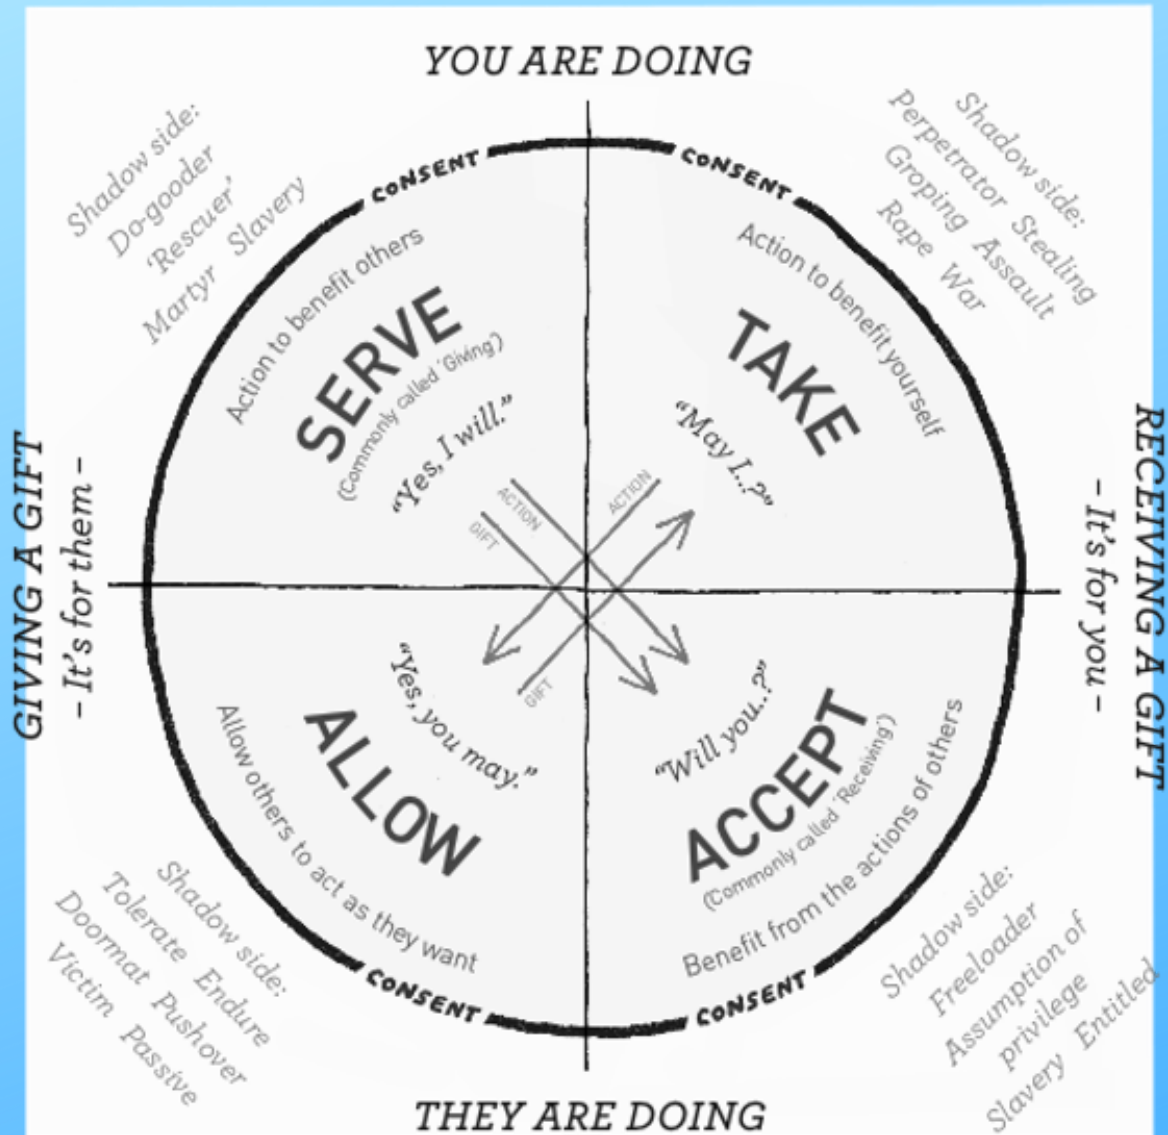 YOU ARE DOING
Shadow side:
Do-gooder
‘Rescuer’
Martyr Slavery
Shadow side:
Perpetrator Stealing
Groping Assault
Rape War
CONSENT
CONSENT
Action to benefit others
SERVE
(Commonly called ‘Giving’)
“Yes, I will.”
Action to benefit yourself
TAKE
“May I..?”
ACTION
GIFT
ACTION
GIFT
GIVING A GIFT
– It’s for them –
RECEIVING A GIFT
– It’s for you –
“Yes, you may.”
ALLOW
Allow others to act as they want
“Will you..?”
ACCEPT
(Commonly called ‘Receiving’)
Benefit from the actions of others
CONSENT
CONSENT
Shadow side:
Tolerate Endure
Doormat Pushover
Victim Passive
Shadow side:
Freeloader
Assumption of
privilege
Slavery Entitled
THEY ARE DOING